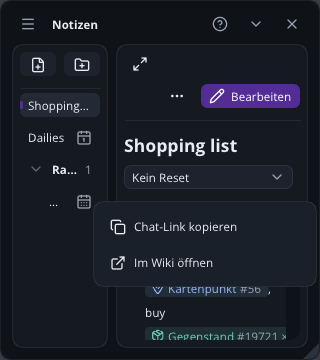 Notizen
Bearbeiten
Shopping...
Dailies
Ra... 1
...
Shopping list
Kein Reset
Chat-Link kopieren
Im Wiki öffnen
Kartenpunkt #56 ,
buy
Gegenstand #19721 ×